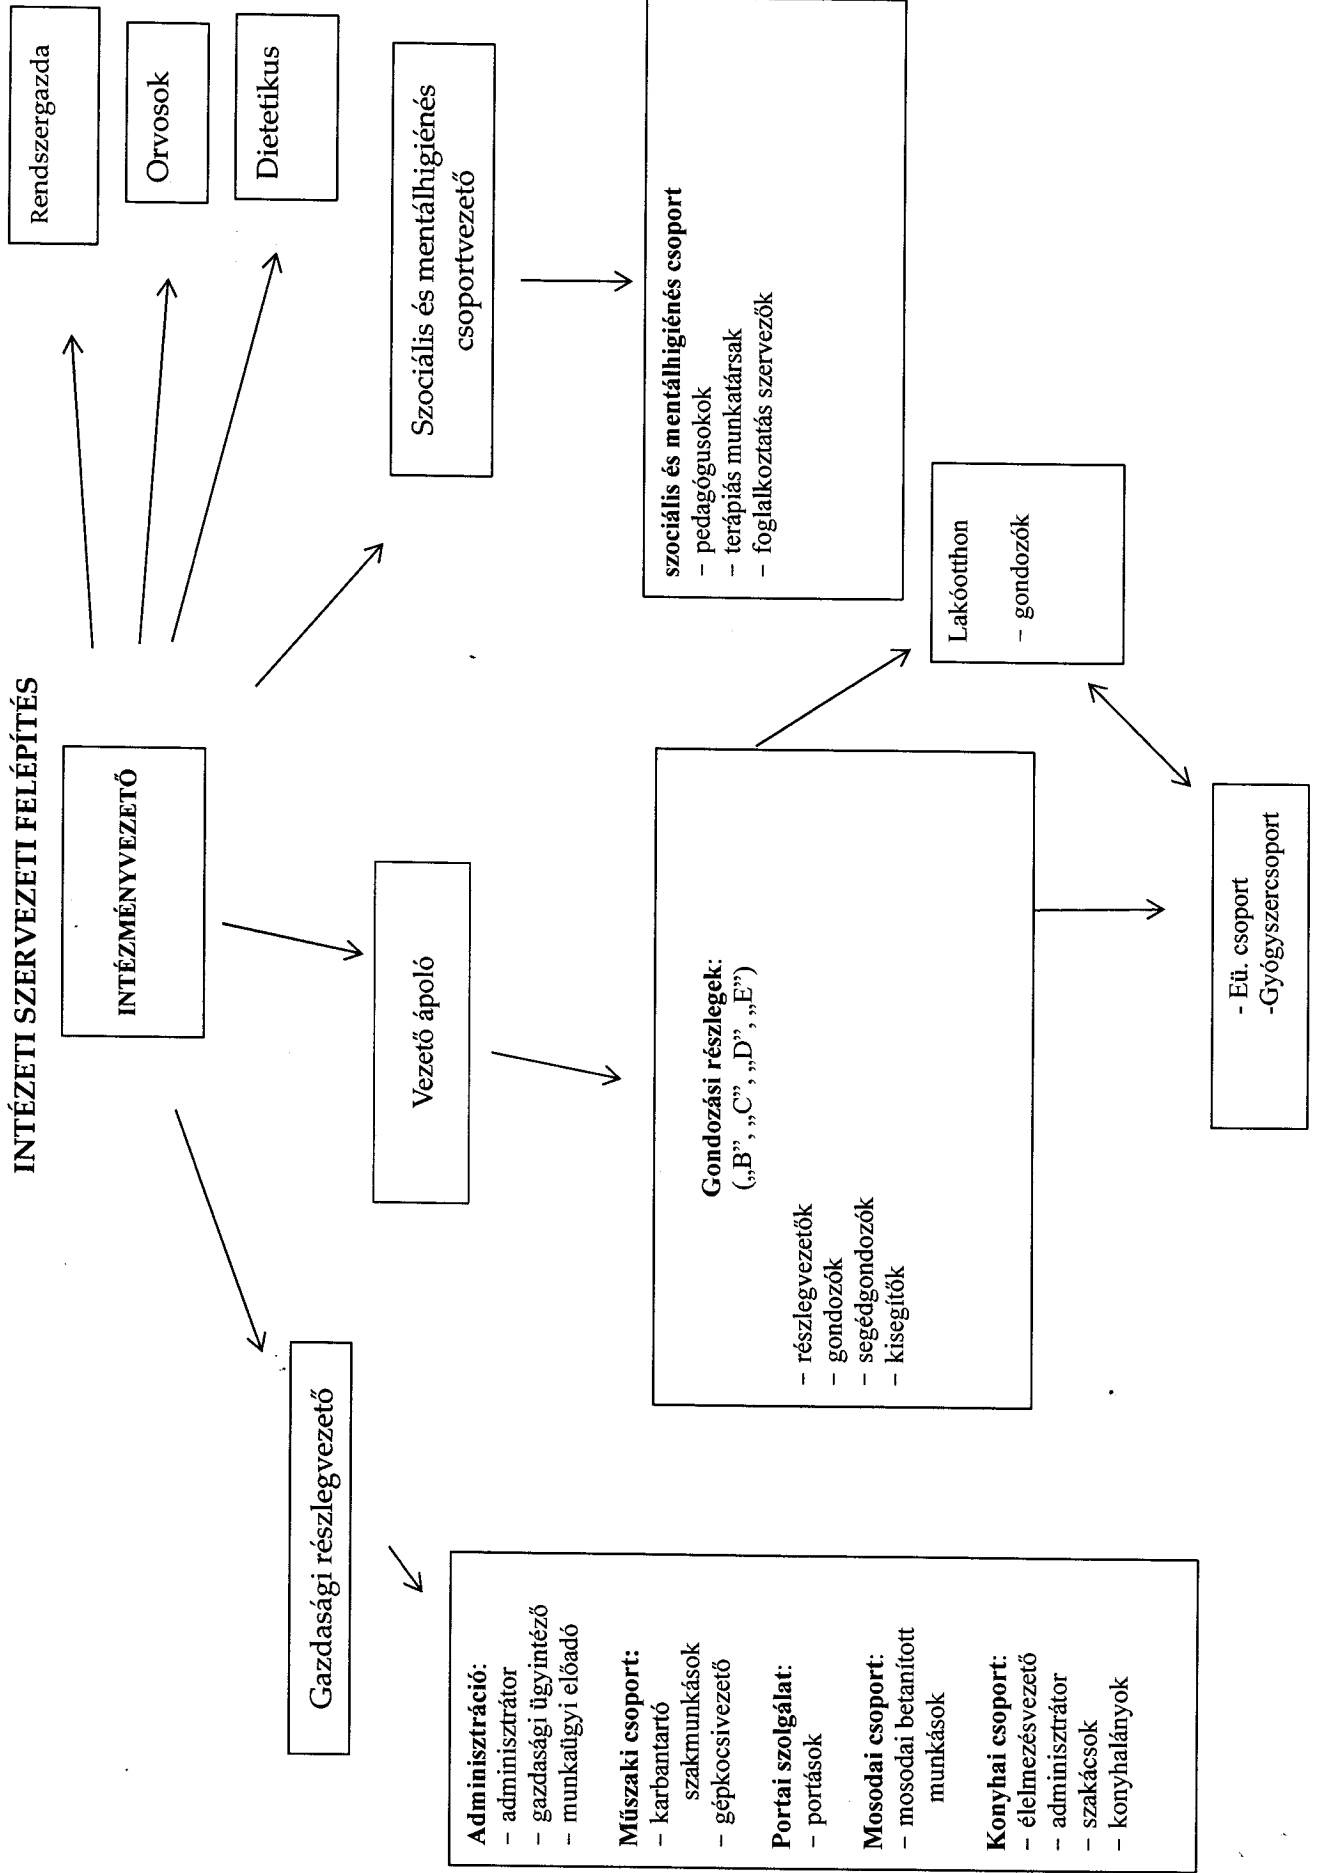 INTÉZETI SZERVEZETI FELÉPÍTÉS
INTÉZMÉNYVEZETŐ
Rendszergazda
Orvosok
Dietetikus
Gazdasági részlegvezető
Vezető ápoló
Szociális és mentálhigiénés
csoportvezető
Adminisztráció:
– adminisztrátor
– gazdasági ügyintéző
– munkaügyi előadó
Műszaki csoport:
– karbantartó
szakmunkások
– gépkocsivezető
Portai szolgálat:
– portások
Mosodai csoport:
– mosodai betanított
munkások
Konyhai csoport:
– élelmezésvezető
– adminisztrátor
– szakácsok
– konyhalányok
Gondozási részlegek:
(„B”, „C”, „D”, „E”)
– részlegvezetők
– gondozók
– segédgondozók
– kisegítők
szociális és mentálhigiénés csoport
– pedagógusokok
– terápiás munkatársak
– foglalkoztatás szervezők
Lakóotthon
– gondozók
- Eü. csoport
-Gyógyszercsoport